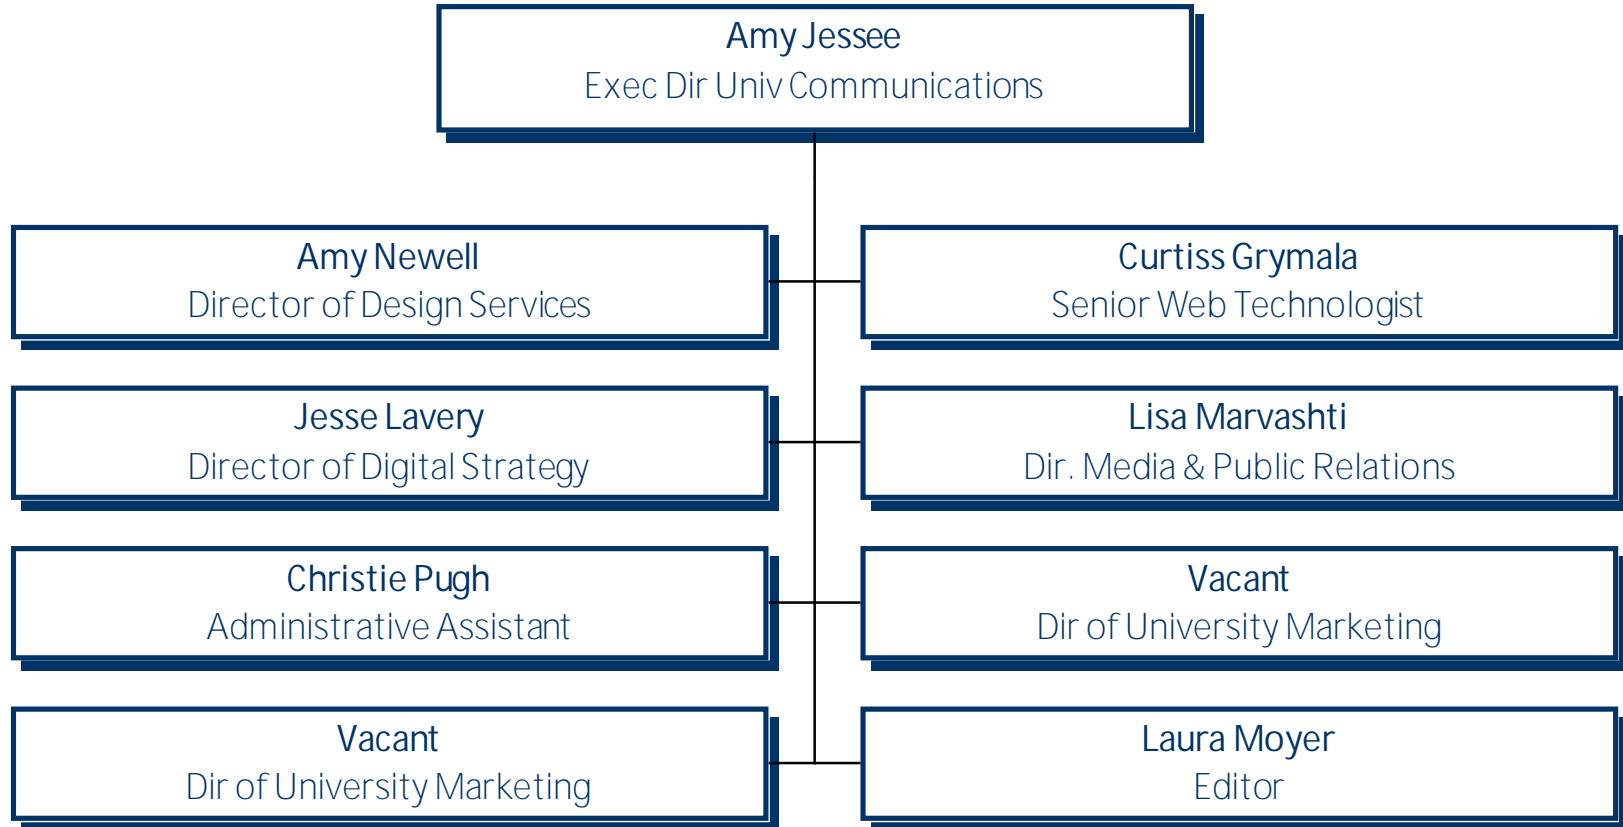 Amy Jessee
Exec Dir Univ Communications
Amy Newell
Director of Design Services
Curtiss Grymala
Senior Web Technologist
Jesse Lavery
Director of Digital Strategy
Lisa Marvashti
Dir. Media & Public Relations
Christie Pugh
Administrative Assistant
Vacant
Dir of University Marketing
Vacant
Dir of University Marketing
Laura Moyer
Editor